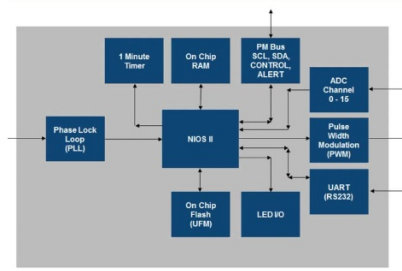 1 Minute
Timer
On Chip
RAM
PM Bus
SCL, SDA,
CONTROL,
ALERT
ADC
Channel
0 - 15
Phase Lock
Loop
(PLL)
NIOS II
Pulse
Width
Modulation
(PWM)
On Chip
Flash
(UFM)
LED I/O
UART
(RS232)